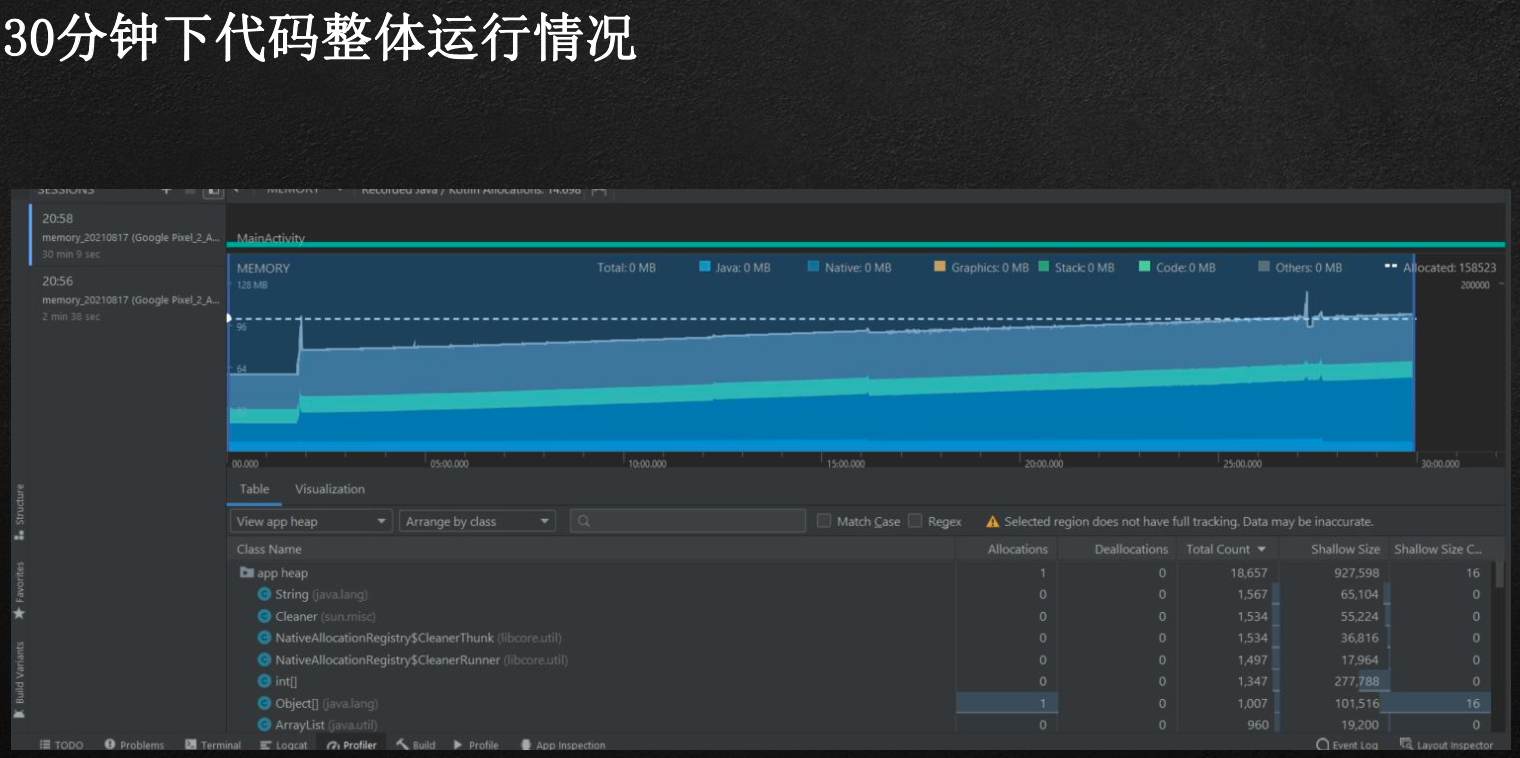 30分钟下代码整体运行情况
SESSIONS
MEMORY
Recorded Java / Kotlin Allocations: 14.698
20:58
memory_20210817 (Google Pixel_2_A...
30 min 9 sec
20:56
memory_20210817 (Google Pixel_2_A...
2 min 38 sec
MainActivity
MEMORY Total: 0 MB Java: 0 MB Native: 0 MB Graphics: 0 MB Stack: 0 MB Code: 0 MB Others: 0 MB Allocated: 158523
128 MB 200000
96
64
32
00.000 05:00.000 10:00.000 15:00.000 20:00.000 25:00.000 30:00.000
Table Visualization
View app heap Arrange by class Match Case Regex Selected region does not have full tracking. Data may be inaccurate.
Class Name Allocations Deallocations Total Count Shallow Size Shallow Size C...
app heap 1 0 18,657 927,598 16
String (java.lang) 0 0 1,567 65,104 0
Cleaner (sun.misc) 0 0 1,534 55,224 0
NativeAllocationRegistry$CleanerThunk (libcore.util) 0 0 1,534 36,816 0
NativeAllocationRegistry$CleanerRunner (libcore.util) 0 0 1,497 17,964 0
int[] 0 0 1,347 277,788 0
Object[] (java.lang) 1 0 1,007 101,516 16
ArrayList (java.util) 0 0 960 19,200 0
Structure
Favorites
Build Variants
TODO Problems Terminal Logcat Profiler Build Profile App Inspection Event Log Layout Inspector